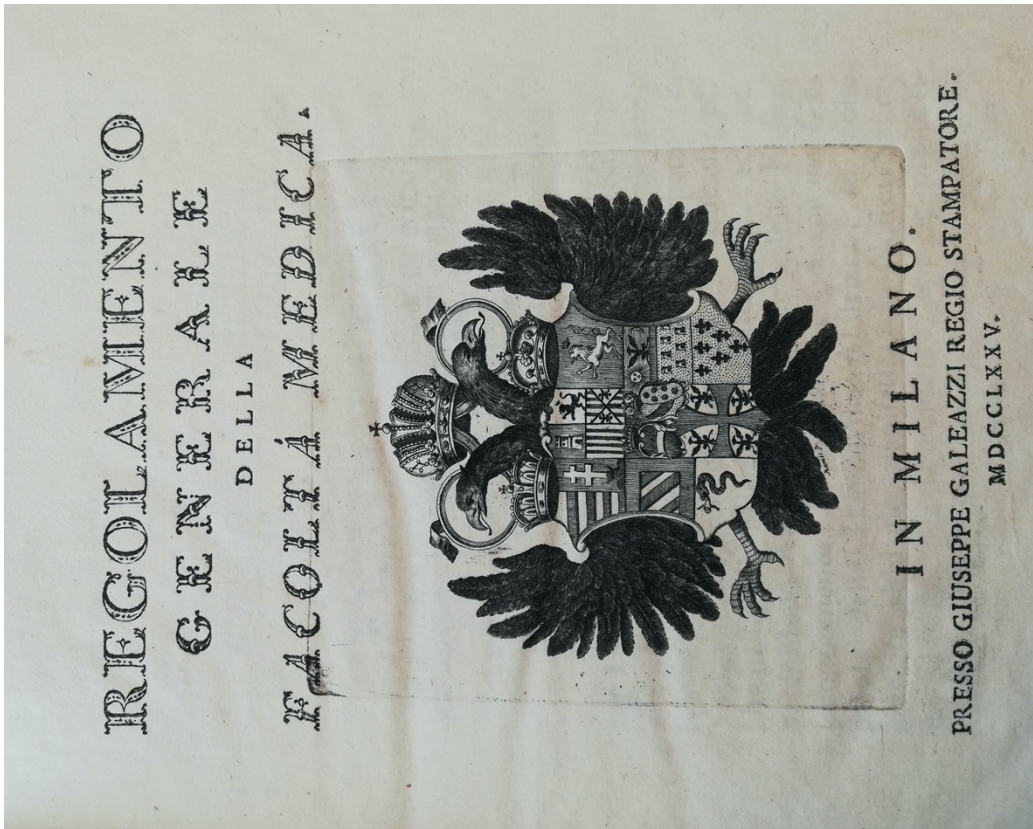 REGOLAMENTO
GENERALE
DELLA
FACOLTÁ MEDICA.
IN MILANO.
PRESSO GIUSEPPE GALEAZZI REGIO STAMPATORE.
MDCCLXXV.